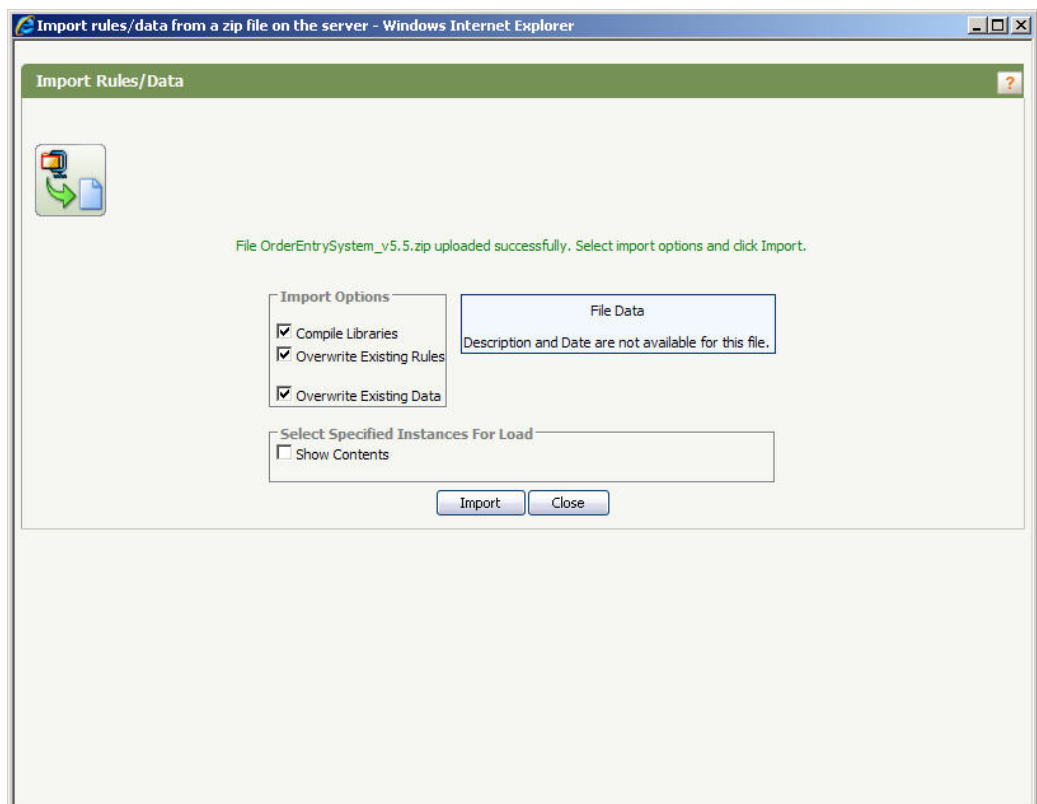 Import rules/data from a zip file on the server - Windows Internet Explorer
Import Rules/Data
?
File OrderEntrySystem_v5.5.zip uploaded successfully. Select import options and click Import.
Import Options
Compile Libraries
Overwrite Existing Rules
Overwrite Existing Data
File Data
Description and Date are not available for this file.
Select Specified Instances For Load
Show Contents
Import Close